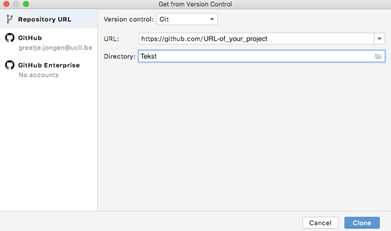 Get from Version Control
Repository URL
GitHub
greetje.jongen@ucll.be
GitHub Enterprise
No accounts
Version control: Git
URL: https://github.com/URL-of_your_project
Directory: Tekst
Cancel Clone